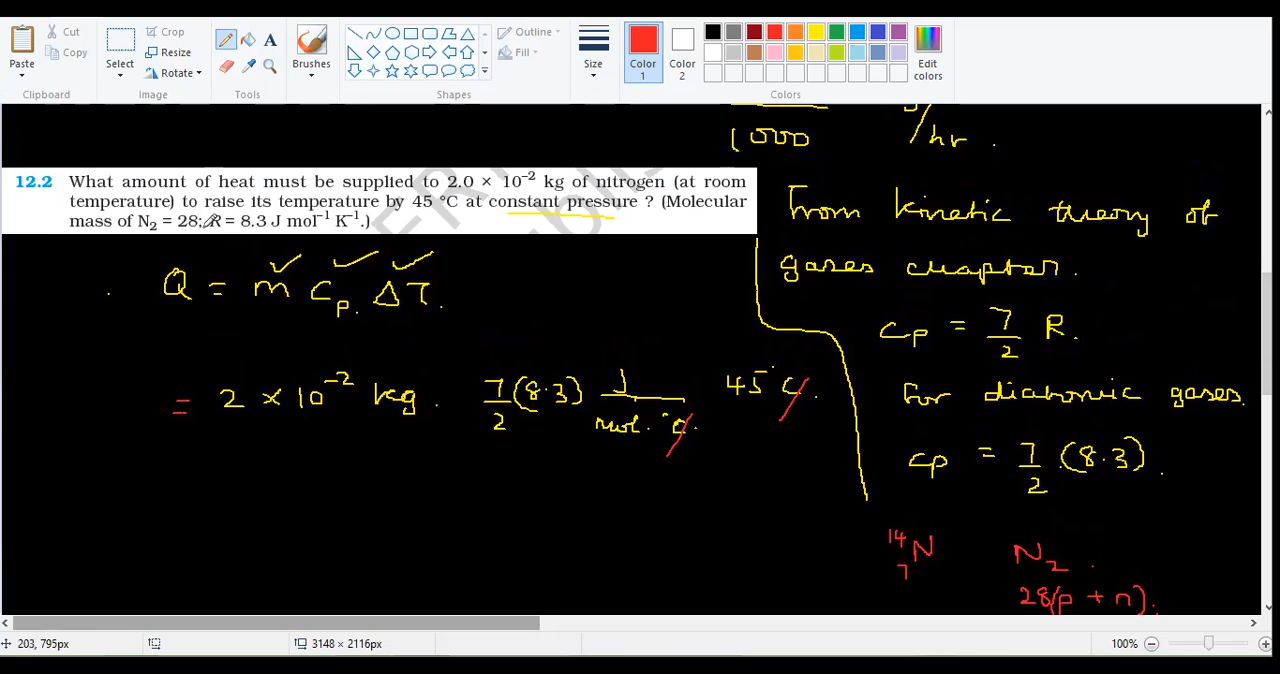 Paste
Cut
Copy
Clipboard
Select
Crop
Resize
Rotate
Image
Tools
Brushes
Outline
Fill
Shapes
Size
Color
1
Color
2
Edit
colors
Colors
1000 g/hr.
12.2 What amount of heat must be supplied to 2.0 × 10⁻² kg of nitrogen (at room
temperature) to raise its temperature by 45 °C at constant pressure ? (Molecular
mass of N₂ = 28; R = 8.3 J mol⁻¹ K⁻¹.)
Q = m Cp. ΔT.
= 2 × 10⁻² kg. 7/2 (8.3) J/mol. °C. 45°C.
From kinetic theory of
gases chapter.
Cp = 7/2 R.
For diatomic gases.
Cp = 7/2 (8.3).
¹⁴₇N N₂
28(p + n).
203, 795px
3148 × 2116px
100%